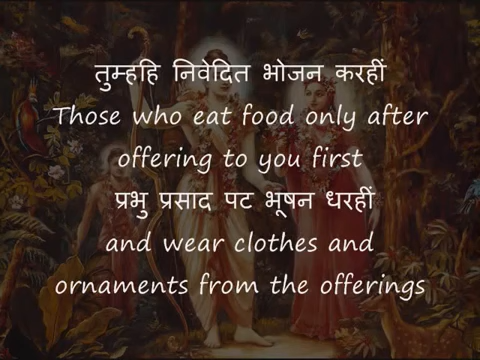 तुम्हहि निवेदित भोजन करहीं
Those who eat food only after
offering to you first
प्रभु प्रसाद पट भूषन धरहीं
and wear clothes and
ornaments from the offerings